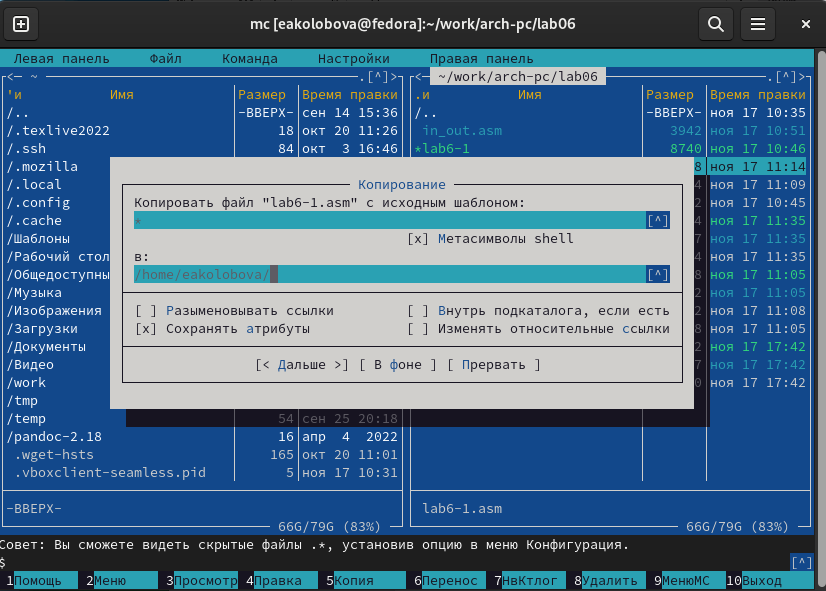 mc [eakolobova@fedora]:~/work/arch-pc/lab06
Левая панель Файл Команда Настройки Правая панель
<─ ~ .[^]> <─ ~/work/arch-pc/lab06 .[^]>
'и Имя Размер Время правки .и Имя Размер Время правки
/.. -ВВЕРХ- сен 14 15:36 /.. -ВВЕРХ- ноя 17 10:35
/.texlive2022 18 окт 20 11:26 in_out.asm 3942 ноя 17 10:51
/.ssh 84 окт 3 16:46 *lab6-1 8740 ноя 17 10:46
/.mozilla 8 ноя 17 11:14
/.local 4 ноя 17 11:09
/.config 2 ноя 17 10:45
/.cache 4 ноя 17 11:35
/Шаблоны 7 ноя 17 11:35
/Рабочий стол 4 ноя 17 11:35
/Общедоступны 8 ноя 17 11:05
/Музыка 2 ноя 17 11:05
/Изображения 2 ноя 17 11:08
/Загрузки 8 ноя 17 11:05
/Документы 8 ноя 17 17:42
/Видео 4 ноя 17 17:42
/work 0 ноя 17 17:42
/tmp
/temp 54 сен 25 20:18
/pandoc-2.18 16 апр 4 2022
.wget-hsts 165 окт 20 11:01
.vboxclient-seamless.pid 5 ноя 17 10:31
Копирование
Копировать файл "lab6-1.asm" с исходным шаблоном:
* [^]
[x] Метасимволы shell
в:
/home/eakolobova/ [^]
[ ] Разыменовывать ссылки [ ] Внутрь подкаталога, если есть
[x] Сохранять атрибуты [ ] Изменять относительные ссылки
[< Дальше >] [ В фоне ] [ Прервать ]
-ВВЕРХ- lab6-1.asm
66G/79G (83%) 66G/79G (83%)
Совет: Вы сможете видеть скрытые файлы .*, установив опцию в меню Конфигурация.
$ [^]
1Помощь 2Меню 3Просмотр 4Правка 5Копия 6Перенос 7НвКтлог 8Удалить 9МенюМС 10Выход